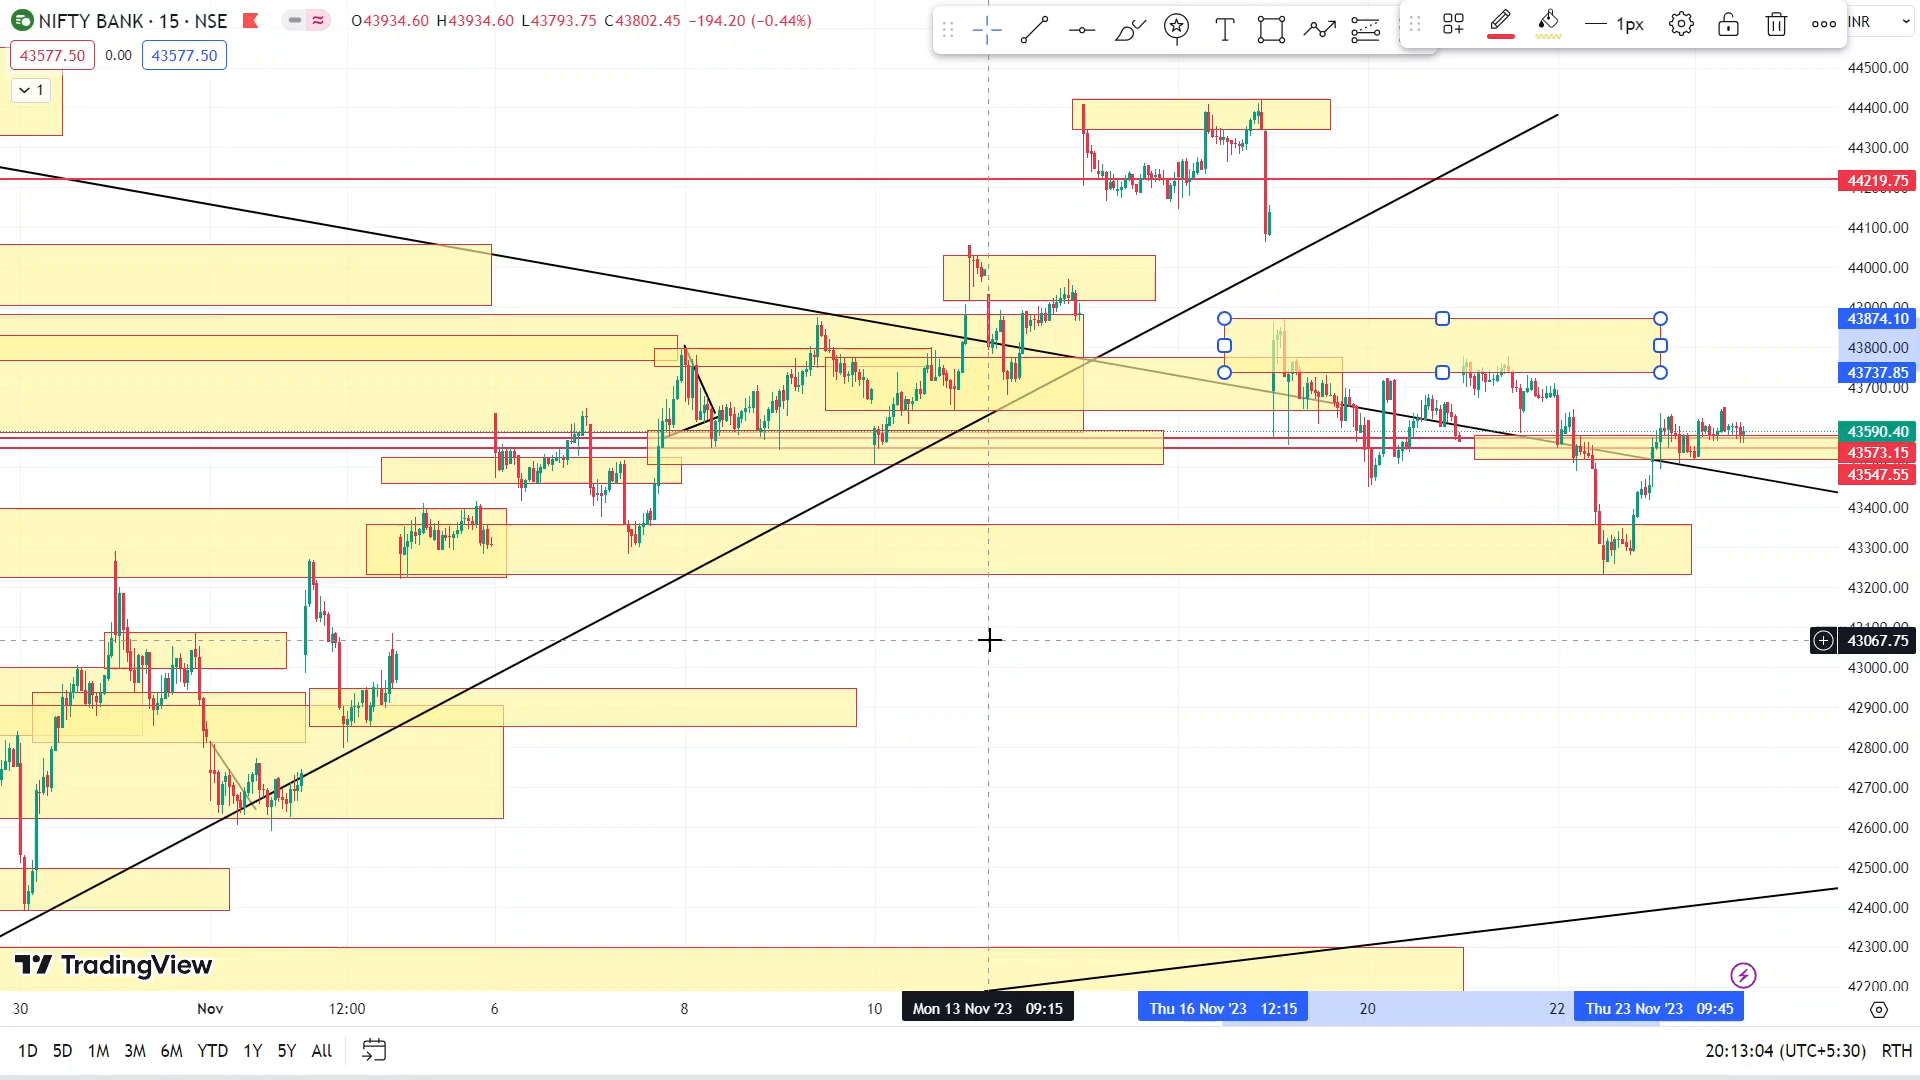 NIFTY BANK · 15 · NSE
O43934.60 H43934.60 L43793.75 C43802.45 −194.20 (−0.44%)
43577.50 0.00 43577.50
1
T
1px
INR
44500.00
44400.00
44300.00
44219.75
44100.00
44000.00
43900.00
43874.10
43800.00
43737.85
43700.00
43590.40
43573.15
43547.55
43400.00
43300.00
43200.00
43067.75
43000.00
42900.00
42800.00
42700.00
42600.00
42500.00
42400.00
42300.00
42200.00
TradingView
30 Nov 12:00 6 8 10 Mon 13 Nov '23 09:15 Thu 16 Nov '23 12:15 20 22 Thu 23 Nov '23 09:45
1D 5D 1M 3M 6M YTD 1Y 5Y All
20:13:04 (UTC+5:30) RTH